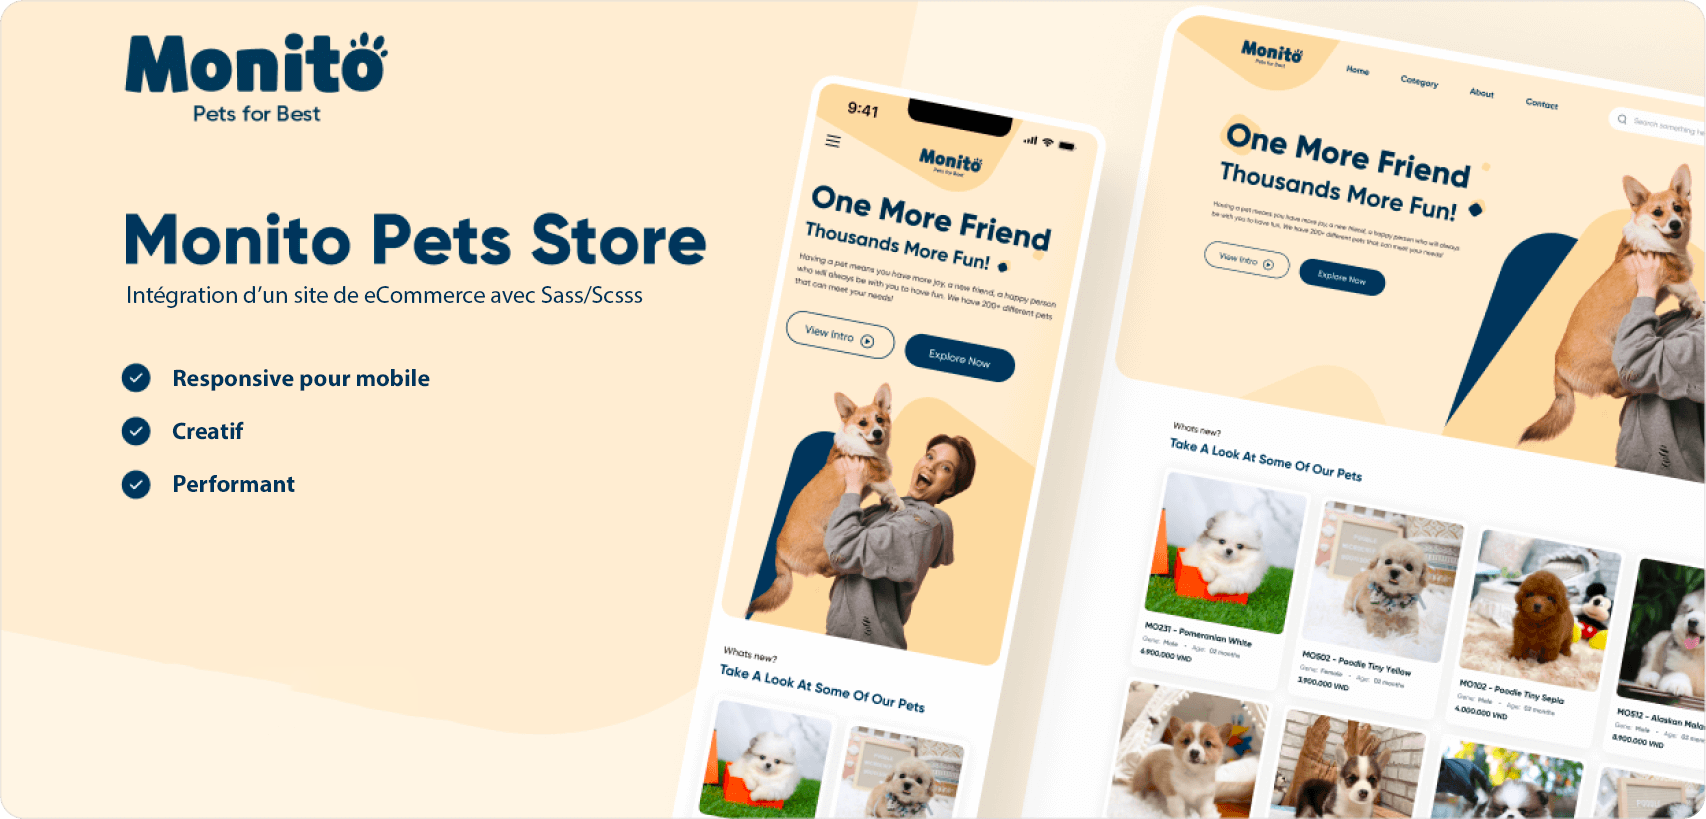 Monito
Pets for Best
Monito Pets Store
Intégration d'un site de eCommerce avec Sass/Scsss
Responsive pour mobile
Creatif
Performant
9:41
Monito
Pets for Best
One More Friend
Thousands More Fun!
Having a pet means you have more joy, a new friend, a happy person
who will always be with you to have fun. We have 200+ different pets
that can meet your needs!
View Intro
Explore Now
Whats new?
Take A Look At Some Of Our Pets
Monito
Pets for Best
Home
Category
About
Contact
Search something he
One More Friend
Thousands More Fun!
Having a pet means you have more joy, a new friend, a happy person who will always
be with you to have fun. We have 200+ different pets that can meet your needs!
View Intro
Explore Now
Whats new?
Take A Look At Some Of Our Pets
MO231 - Pomeranian White
Gene: Male • Age: 02 months
6.900.000 VND
MO502 - Poodle Tiny Yellow
Gene: Female • Age: 02 months
3.900.000 VND
MO102 - Poodle Tiny Sepia
Gene: Male • Age: 02 months
4.000.000 VND
MO512 - Alaskan Mala
Gene: Male • Age: 02 mon
8.900.000 VND